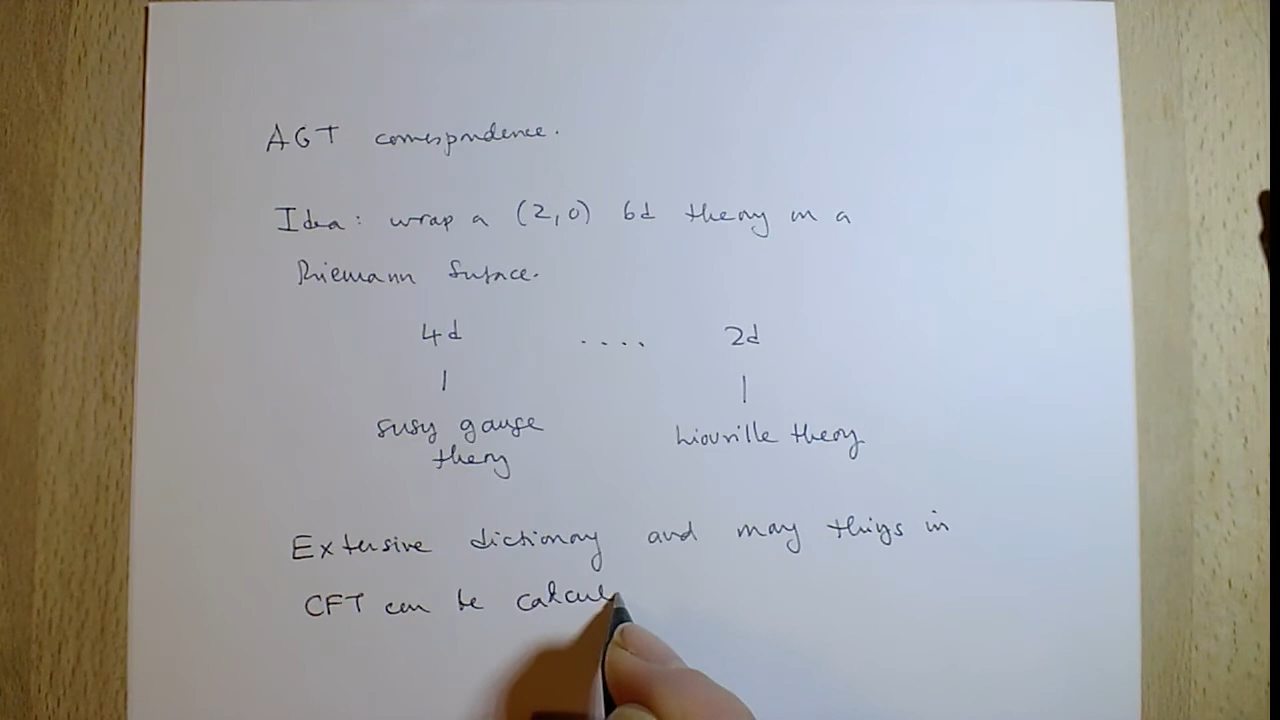 AGT correspondence.
Idea: wrap a (2,0) 6d theory on a
Riemann surface.
4d .... 2d
| |
susy gauge Liouville theory
theory
Extensive dictionary and many things in
CFT can be calcul